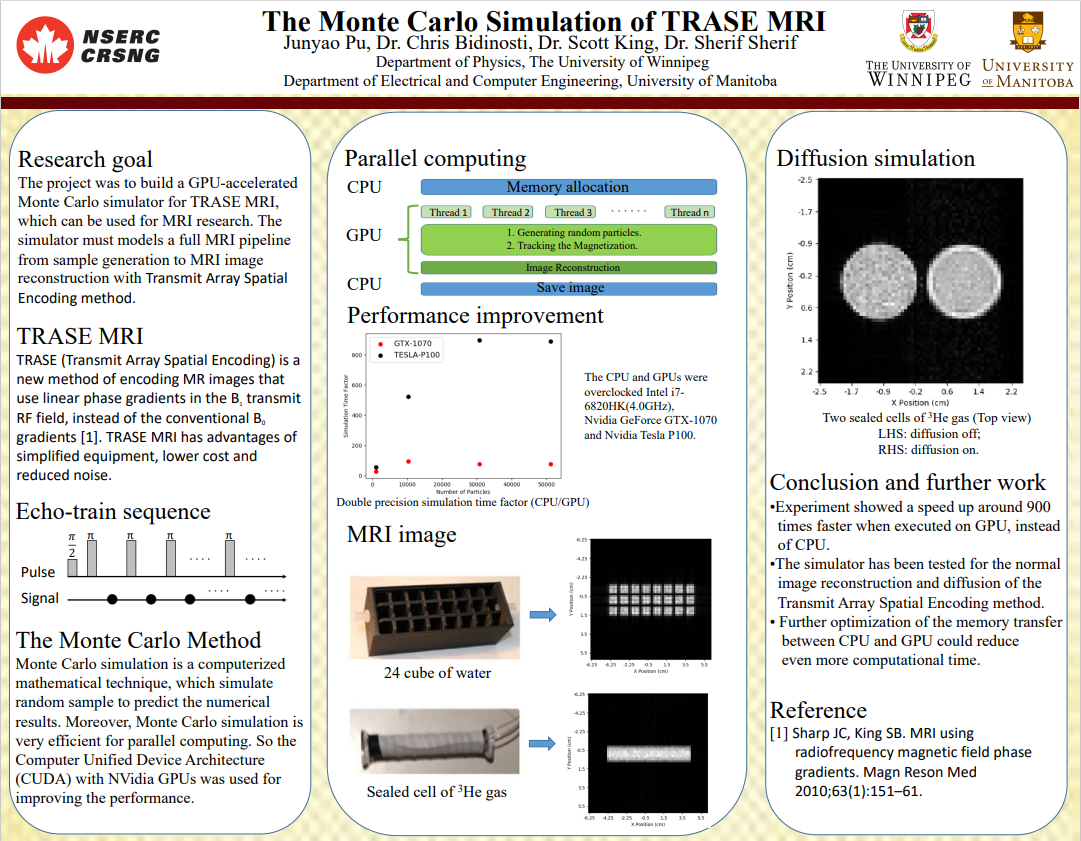 NSERC
CRSNG
The Monte Carlo Simulation of TRASE MRI
Junyao Pu, Dr. Chris Bidinosti, Dr. Scott King, Dr. Sherif Sherif
Department of Physics, The University of Winnipeg
Department of Electrical and Computer Engineering, University of Manitoba
THE UNIVERSITY OF
WINNIPEG
UNIVERSITY
OF MANITOBA
Research goal
The project was to build a GPU-accelerated
Monte Carlo simulator for TRASE MRI,
which can be used for MRI research. The
simulator must models a full MRI pipeline
from sample generation to MRI image
reconstruction with Transmit Array Spatial
Encoding method.
TRASE MRI
TRASE (Transmit Array Spatial Encoding) is a
new method of encoding MR images that
use linear phase gradients in the B₁ transmit
RF field, instead of the conventional B₀
gradients [1]. TRASE MRI has advantages of
simplified equipment, lower cost and
reduced noise.
Echo-train sequence
π/2 π π π π
Pulse
Signal
The Monte Carlo Method
Monte Carlo simulation is a computerized
mathematical technique, which simulate
random sample to predict the numerical
results. Moreover, Monte Carlo simulation is
very efficient for parallel computing. So the
Computer Unified Device Architecture
(CUDA) with NVidia GPUs was used for
improving the performance.
Parallel computing
CPU Memory allocation
Thread 1 Thread 2 Thread 3 ...... Thread n
GPU
1. Generating random particles.
2. Tracking the Magnetization.
Image Reconstruction
CPU Save image
Performance improvement
GTX-1070
TESLA-P100
Simulation Time Factor
800
600
400
200
0
0 10000 20000 30000 40000 50000
Number of Particles
Double precision simulation time factor (CPU/GPU)
The CPU and GPUs were
overclocked Intel i7-
6820HK(4.0GHz),
Nvidia GeForce GTX-1070
and Nvidia Tesla P100.
MRI image
24 cube of water
Y Position (cm)
-6.25
-4.25
-2.25
-0.5
1.5
3.5
5.5
-6.25 -4.25 -2.25 -0.5 1.5 3.5 5.5
X Position (cm)
Sealed cell of ³He gas
Y Position (cm)
-6.25
-4.25
-2.25
-0.5
1.5
3.5
5.5
-6.25 -4.25 -2.25 -0.5 1.5 3.5 5.5
X Position (cm)
Diffusion simulation
Y Position (cm)
-2.5
-1.7
-0.9
-0.2
0.6
1.4
2.2
-2.5 -1.7 -0.9 -0.2 0.6 1.4 2.2
X Position (cm)
Two sealed cells of ³He gas (Top view)
LHS: diffusion off;
RHS: diffusion on.
Conclusion and further work
•Experiment showed a speed up around 900
times faster when executed on GPU, instead
of CPU.
•The simulator has been tested for the normal
image reconstruction and diffusion of the
Transmit Array Spatial Encoding method.
• Further optimization of the memory transfer
between CPU and GPU could reduce
even more computational time.
Reference
[1] Sharp JC, King SB. MRI using
radiofrequency magnetic field phase
gradients. Magn Reson Med
2010;63(1):151–61.